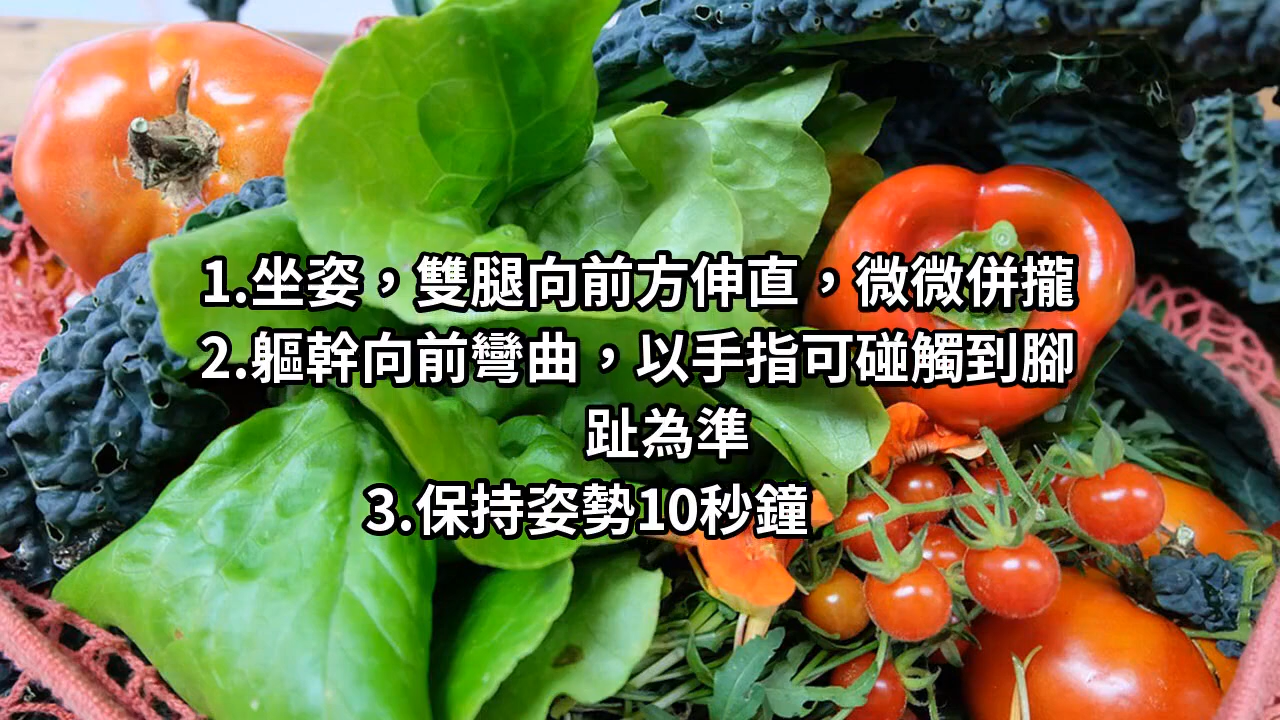 1.坐姿，雙腿向前方伸直，微微併攏
2.軀幹向前彎曲，以手指可碰觸到腳
趾為準
3.保持姿勢10秒鐘